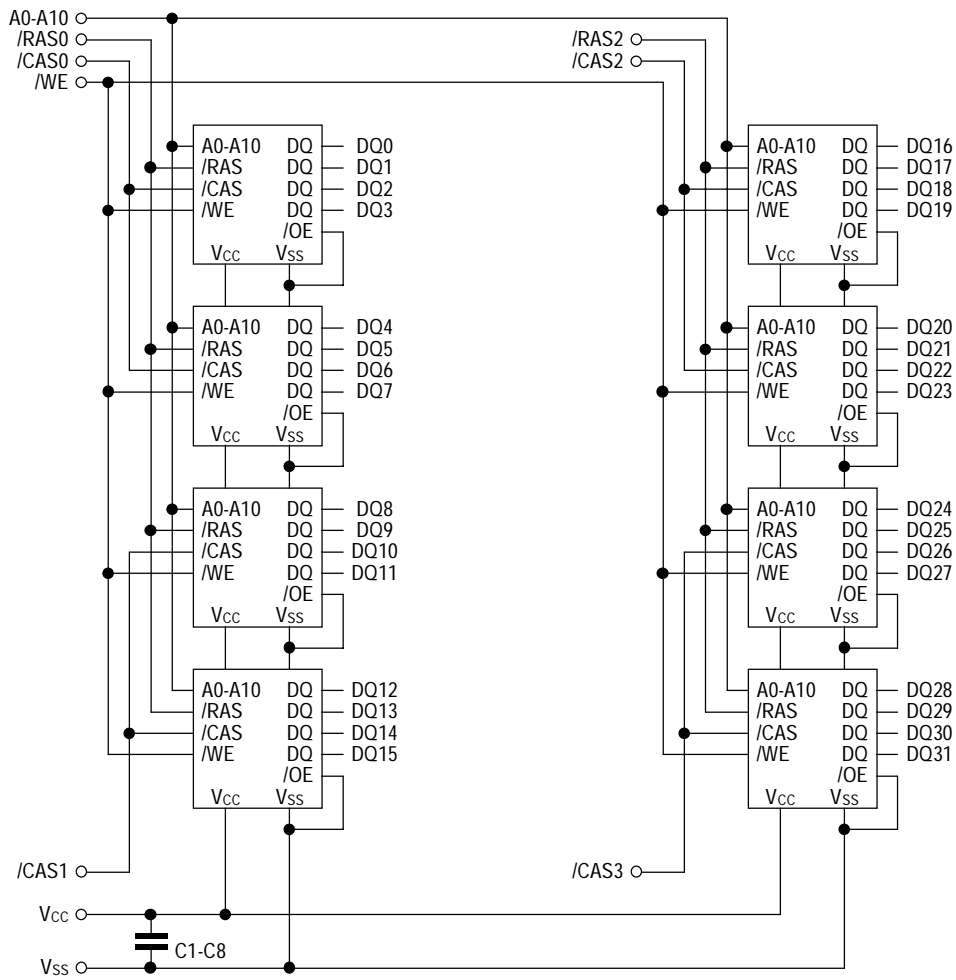 A0-A10
/RAS0
/CAS0
/WE
/RAS2
/CAS2
A0-A10 DQ DQ0
/RAS DQ DQ1
/CAS DQ DQ2
/WE DQ DQ3
/OE
VCC VSS
A0-A10 DQ DQ16
/RAS DQ DQ17
/CAS DQ DQ18
/WE DQ DQ19
/OE
VCC VSS
A0-A10 DQ DQ4
/RAS DQ DQ5
/CAS DQ DQ6
/WE DQ DQ7
/OE
VCC VSS
A0-A10 DQ DQ20
/RAS DQ DQ21
/CAS DQ DQ22
/WE DQ DQ23
/OE
VCC VSS
A0-A10 DQ DQ8
/RAS DQ DQ9
/CAS DQ DQ10
/WE DQ DQ11
/OE
VCC VSS
A0-A10 DQ DQ24
/RAS DQ DQ25
/CAS DQ DQ26
/WE DQ DQ27
/OE
VCC VSS
A0-A10 DQ DQ12
/RAS DQ DQ13
/CAS DQ DQ14
/WE DQ DQ15
/OE
VCC VSS
A0-A10 DQ DQ28
/RAS DQ DQ29
/CAS DQ DQ30
/WE DQ DQ31
/OE
VCC VSS
/CAS1
/CAS3
VCC
C1-C8
VSS